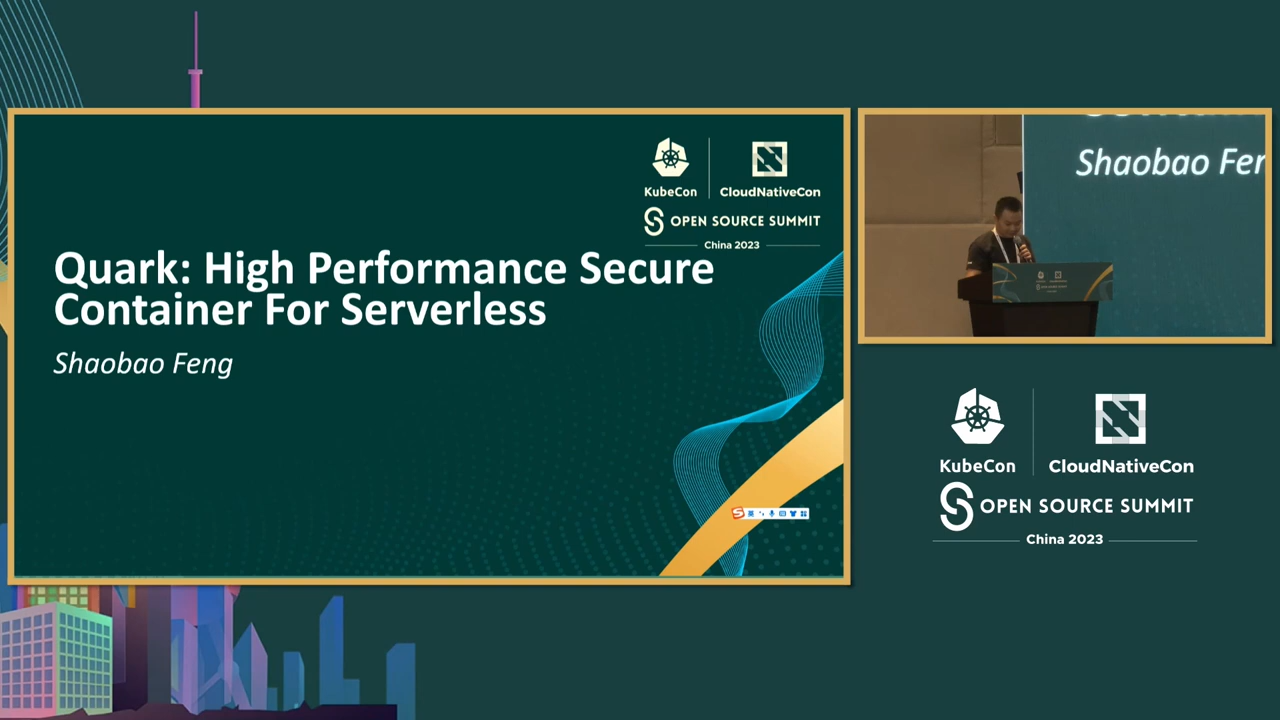 KubeCon
CloudNativeCon
OPEN SOURCE SUMMIT
China 2023
Quark: High Performance Secure
Container For Serverless
Shaobao Feng
英
Shaobao Fer
KubeCon
CloudNativeCon
OPEN SOURCE SUMMIT
China 2023